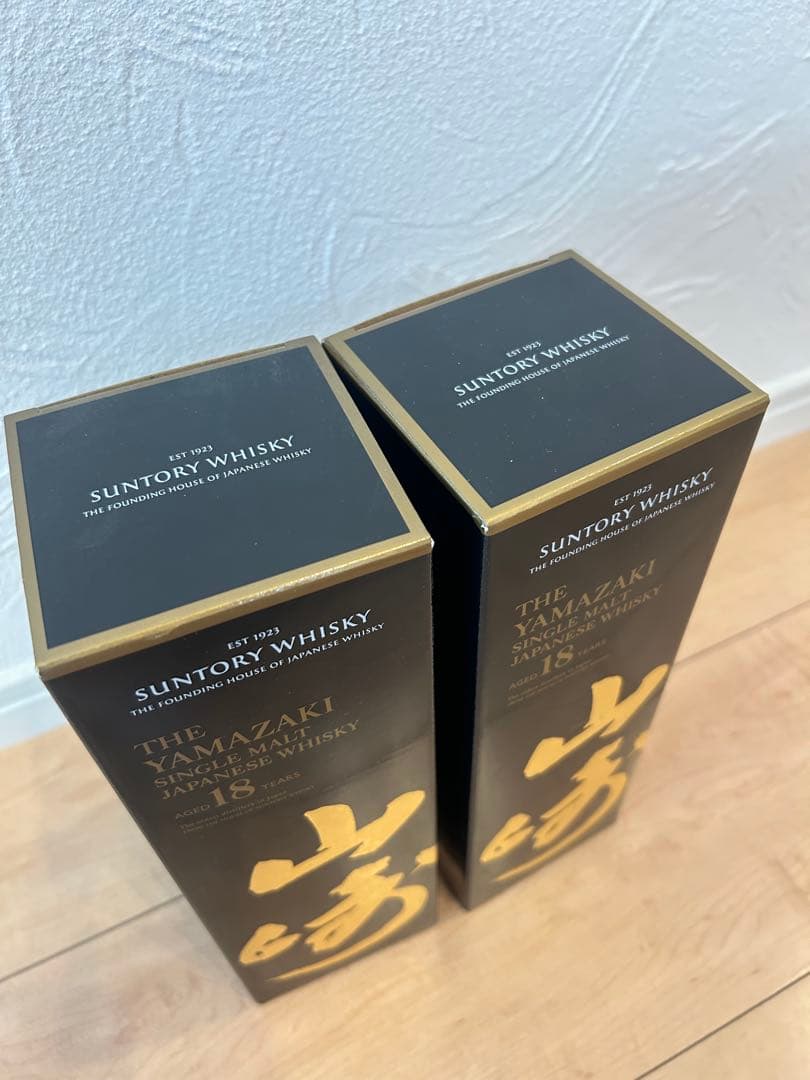 EST 1923
SUNTORY WHISKY
THE FOUNDING HOUSE OF JAPANESE WHISKY
EST 1923
SUNTORY WHISKY
THE FOUNDING HOUSE OF JAPANESE WHISKY
THE
YAMAZAKI
SINGLE MALT
JAPANESE WHISKY
AGED 18 YEARS
山崎
EST 1923
SUNTORY WHISKY
THE FOUNDING HOUSE OF JAPANESE WHISKY
EST 1923
SUNTORY WHISKY
THE FOUNDING HOUSE OF JAPANESE WHISKY
THE
YAMAZAKI
SINGLE MALT
JAPANESE WHISKY
AGED 18 YEARS
山崎